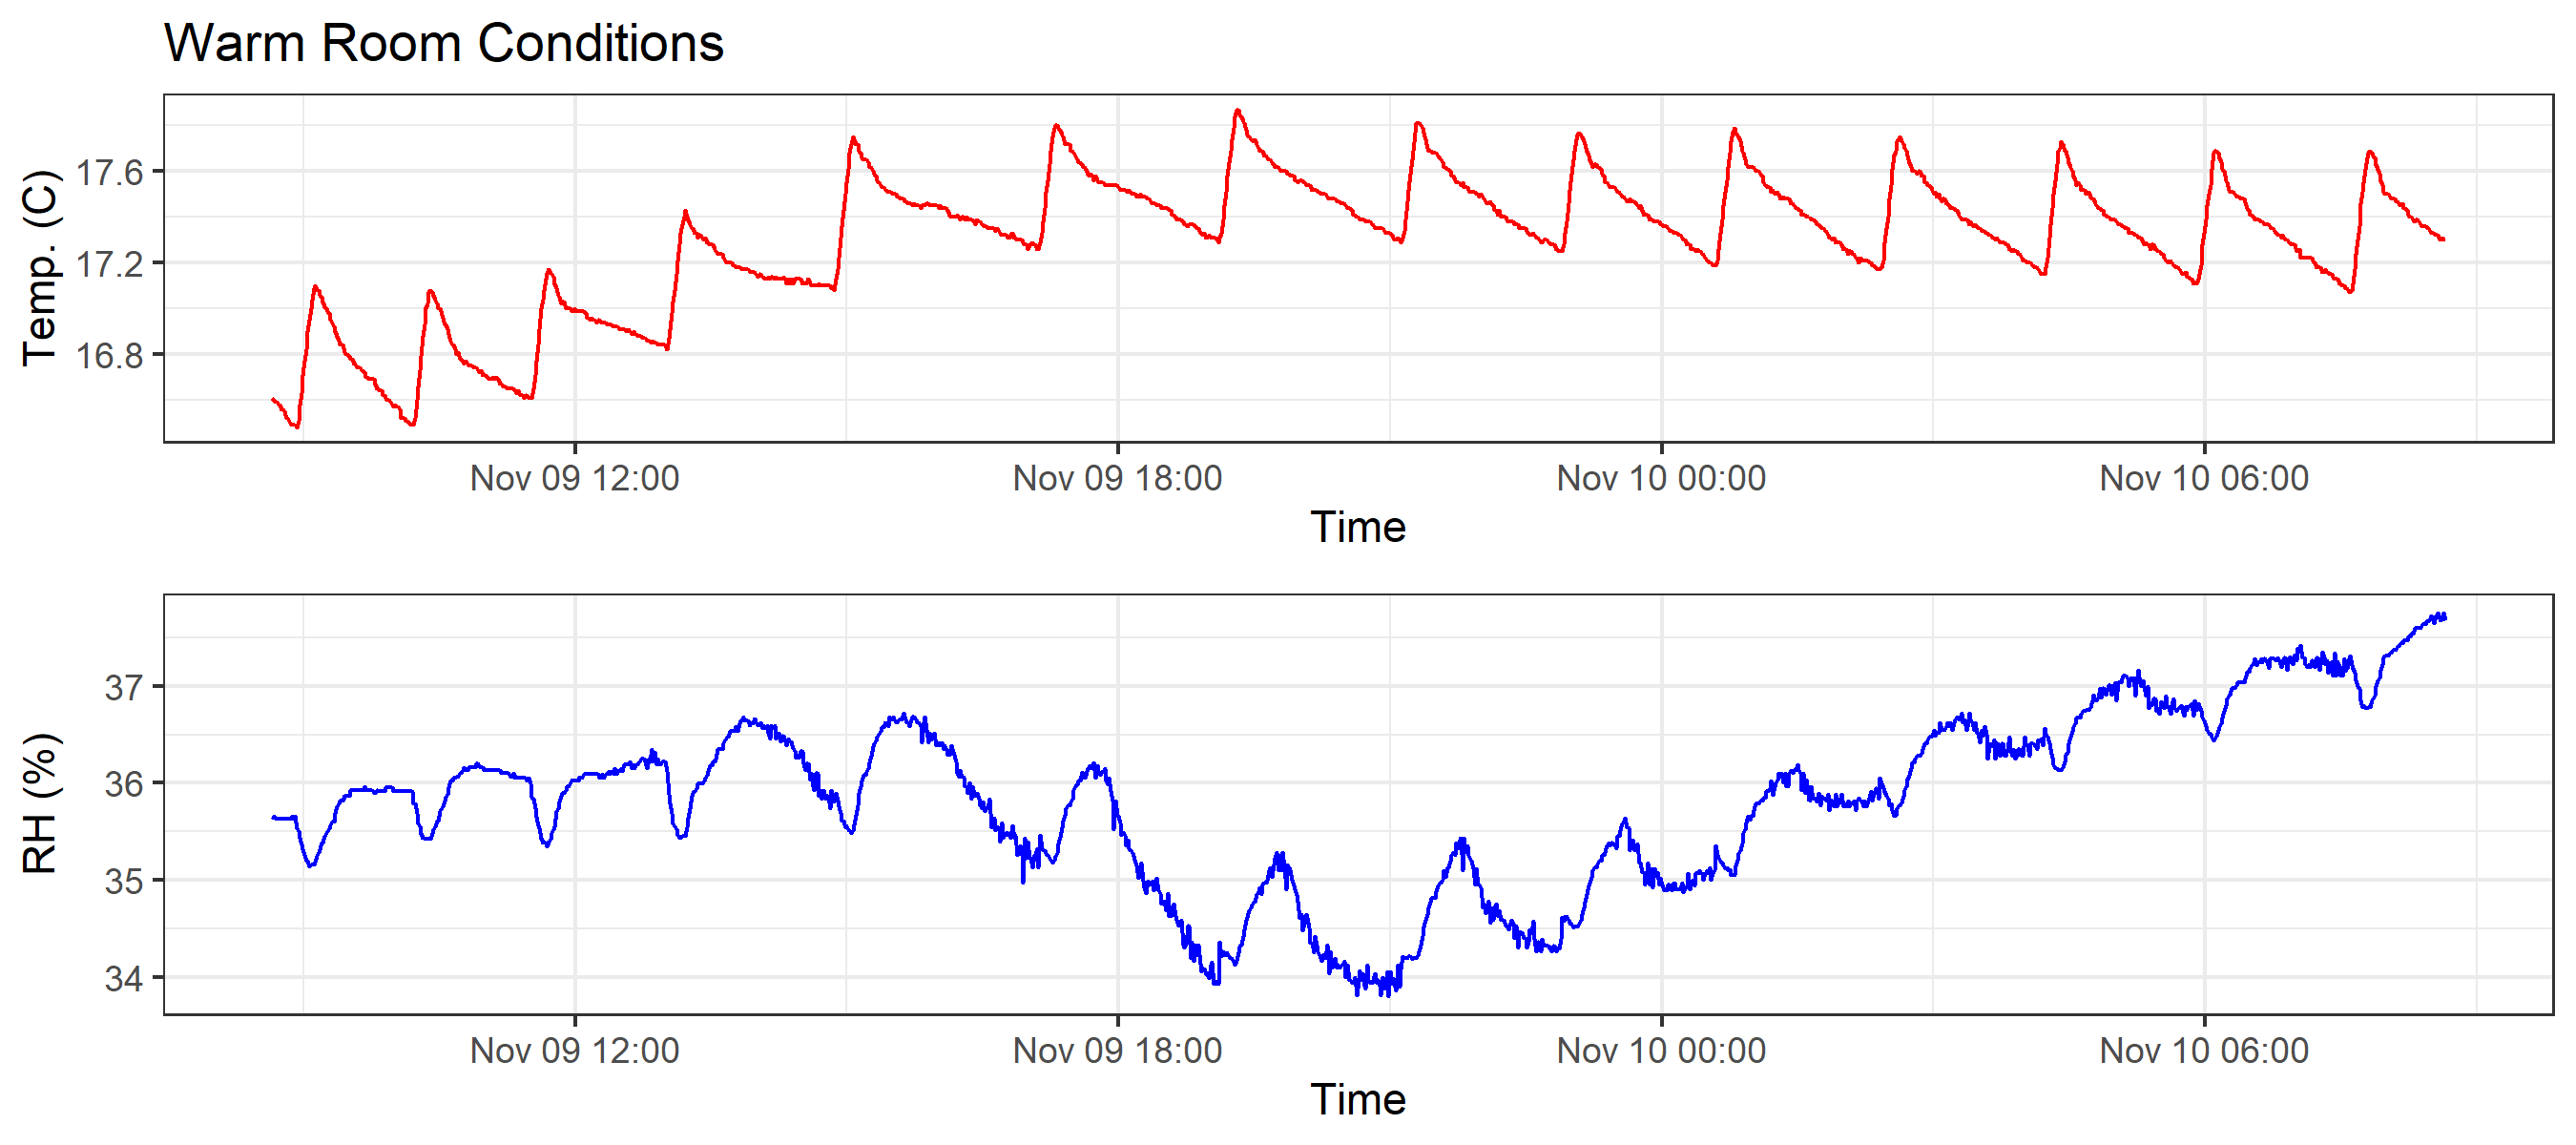 Warm Room Conditions
Temp. (C)
17.6
17.2
16.8
Nov 09 12:00 Nov 09 18:00 Nov 10 00:00 Nov 10 06:00
Time
RH (%)
37
36
35
34
Nov 09 12:00 Nov 09 18:00 Nov 10 00:00 Nov 10 06:00
Time